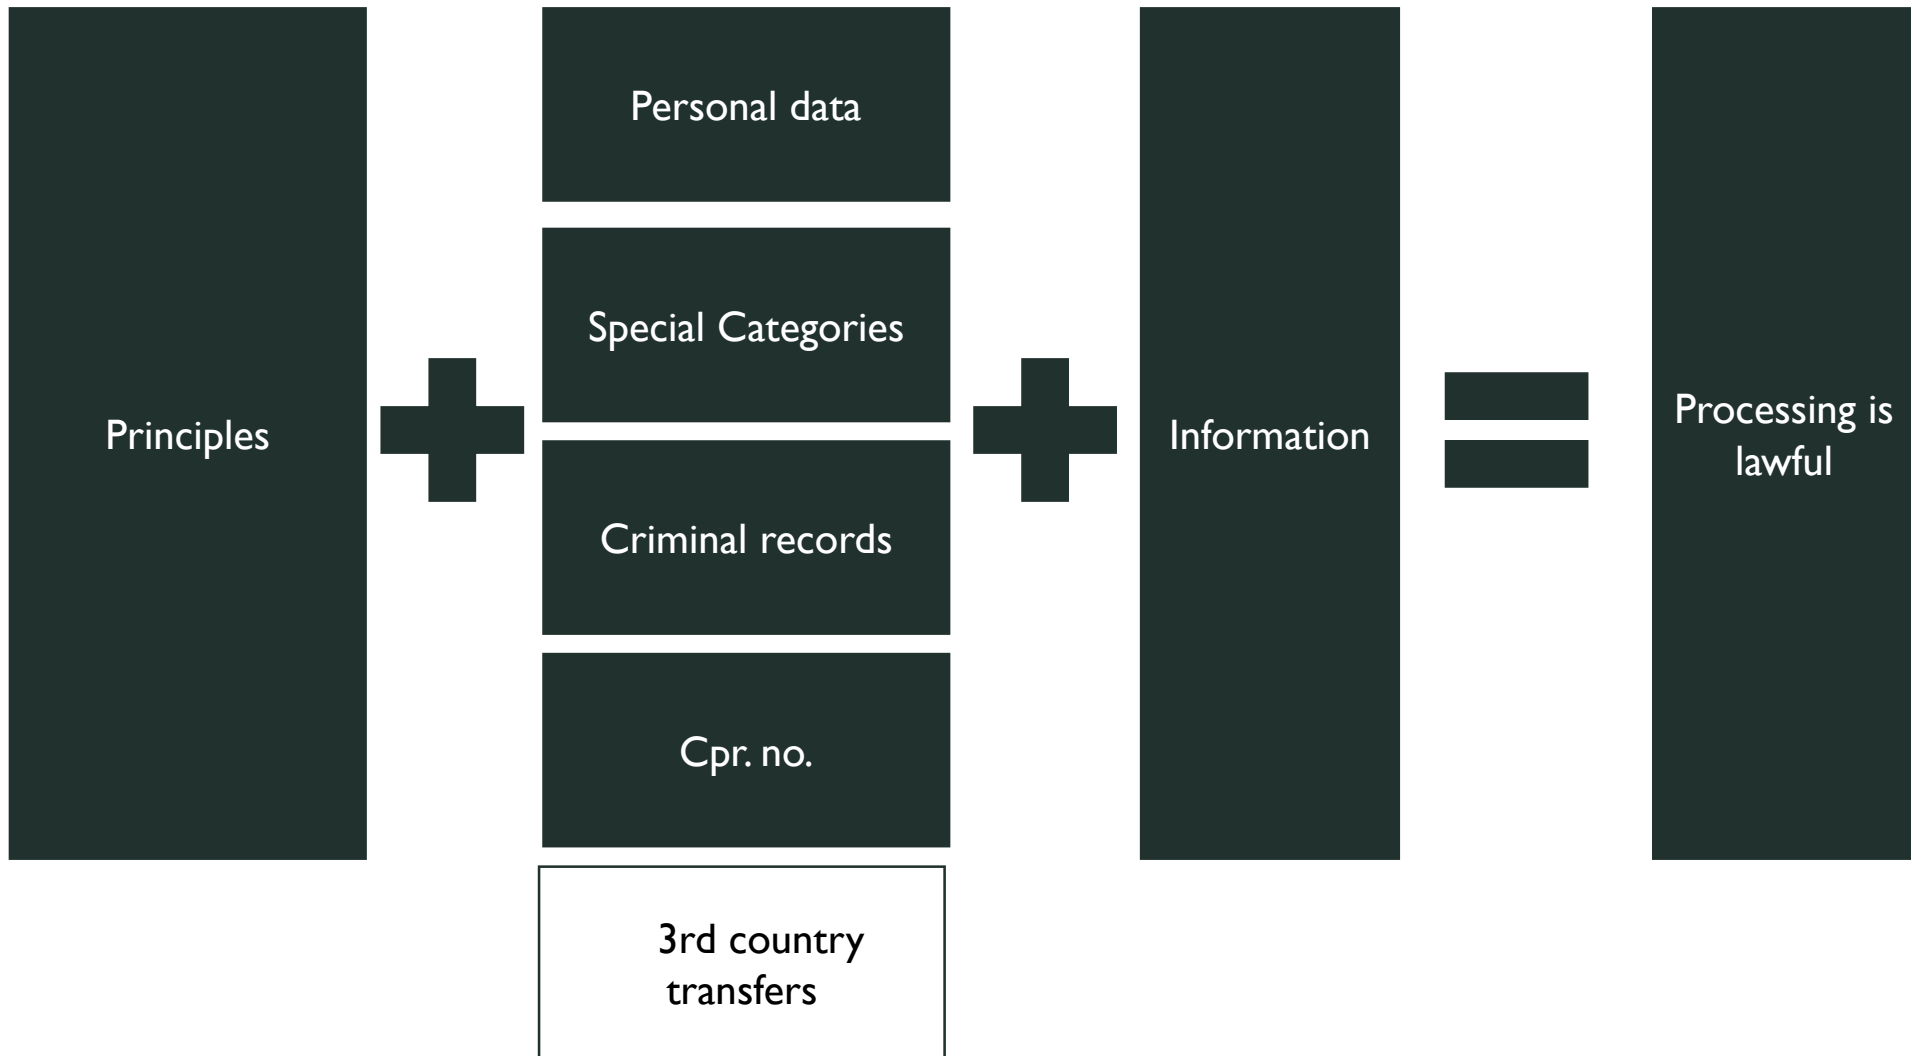 Principles
Personal data
Special Categories
Criminal records
Cpr. no.
3rd country
transfers
Information
Processing is
lawful